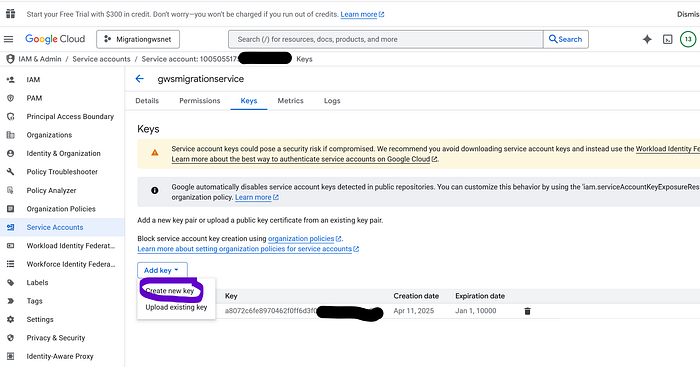 Start your Free Trial with $300 in credit. Don't worry—you won't be charged if you run out of credits. Learn more
Dismis
Google Cloud
Migrationgwsnet
Search (/) for resources, docs, products, and more
Search
13
IAM & Admin / Service accounts / Service account: 1005055175 Keys
IAM
PAM
Principal Access Boundary
Organizations
Identity & Organization
Policy Troubleshooter
Policy Analyzer
Organization Policies
Service Accounts
Workload Identity Federat...
Workforce Identity Federa...
Labels
Tags
Settings
Privacy & Security
Identity-Aware Proxy
gwsmigrationservice
Details Permissions Keys Metrics Logs
Keys
Service account keys could pose a security risk if compromised. We recommend you avoid downloading service account keys and instead use the Workload Identity Fe
Learn more about the best way to authenticate service accounts on Google Cloud.
Google automatically disables service account keys detected in public repositories. You can customize this behavior by using the 'iam.serviceAccountKeyExposureRes
organization policy. Learn more
Add a new key pair or upload a public key certificate from an existing key pair.
Block service account key creation using organization policies.
Learn more about setting organization policies for service accounts
Add key
Create new key
Upload existing key
Key Creation date Expiration date
a8072c6fe8970462f0ff6d3f Apr 11, 2025 Jan 1, 10000